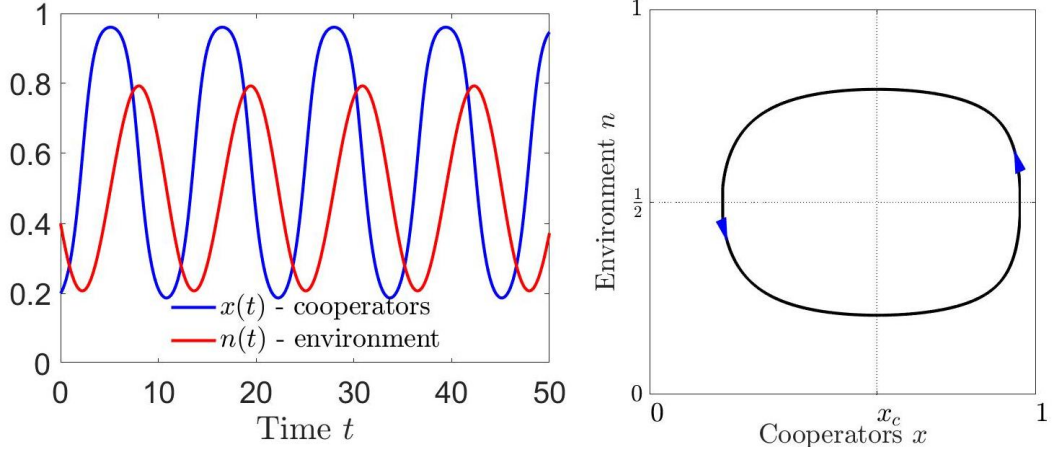 1
0.8
0.6
0.4
0.2
0
x(t) - cooperators
n(t) - environment
0 10 20 30 40 50
Time t
1
Environment n
1/2
0
0 x_c 1
Cooperators x